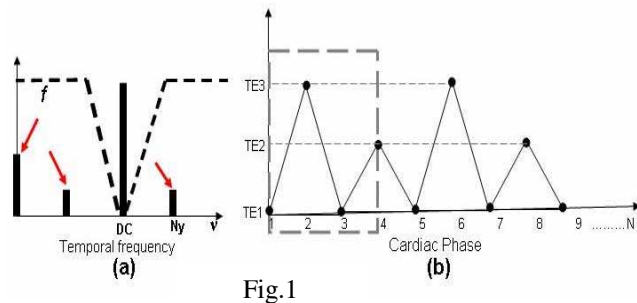 f
DC
Ny
ν
Temporal frequency
(a)
TE3
TE2
TE1
1 2 3 4 5 6 7 8 9 .........N
Cardiac Phase
(b)
Fig.1